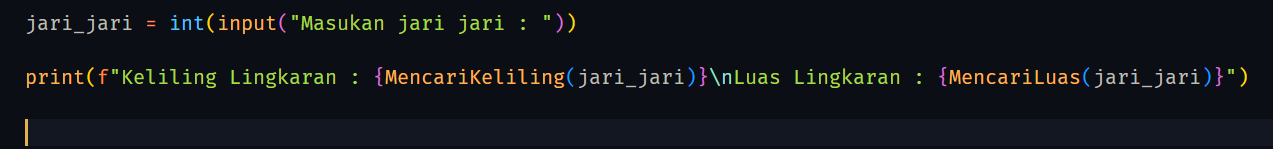 jari_jari = int(input("Masukan jari jari : "))
print(f"Keliling Lingkaran : {MencariKeliling(jari_jari)}\nLuas Lingkaran : {MencariLuas(jari_jari)}")